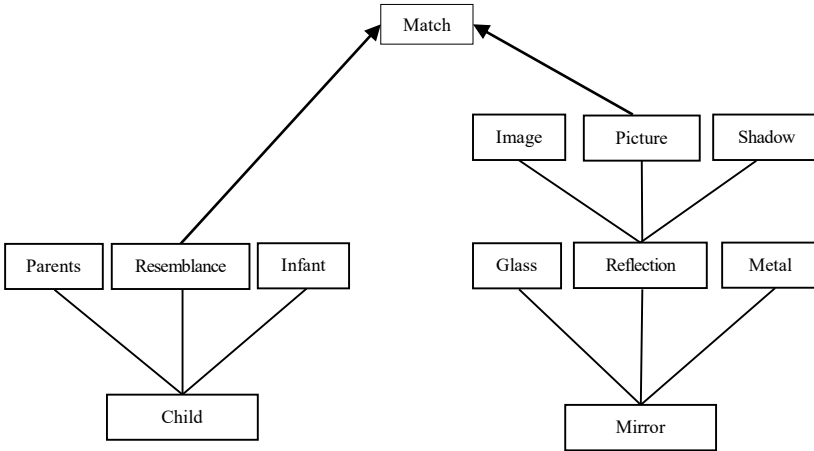 Match
Image
Picture
Shadow
Parents
Resemblance
Infant
Glass
Reflection
Metal
Child
Mirror